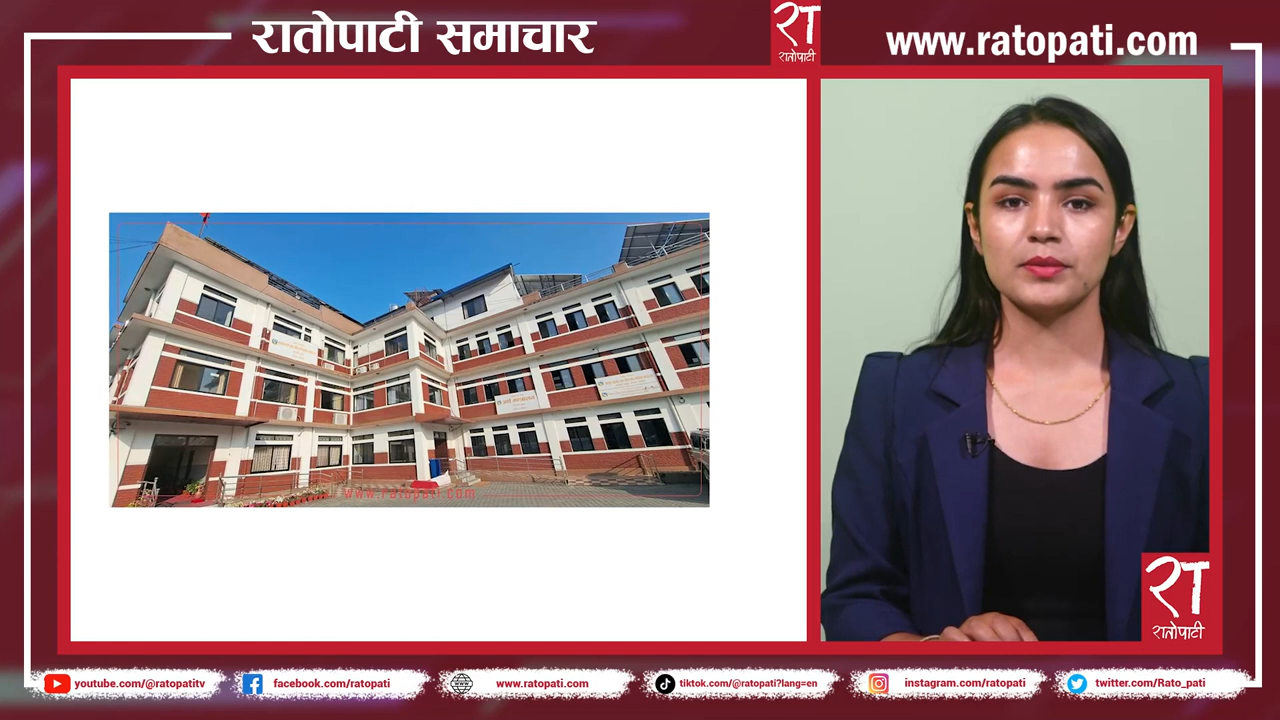 रातोपाटी समाचार
रा
रातोपाटी
www.ratopati.com
www.ratopati.com
रा
रातोपाटी
youtube.com/@ratopatitv
facebook.com/ratopati
www.ratopati.com
tiktok.com/@ratopati?lang=en
instagram.com/ratopati
twitter.com/Rato_pati